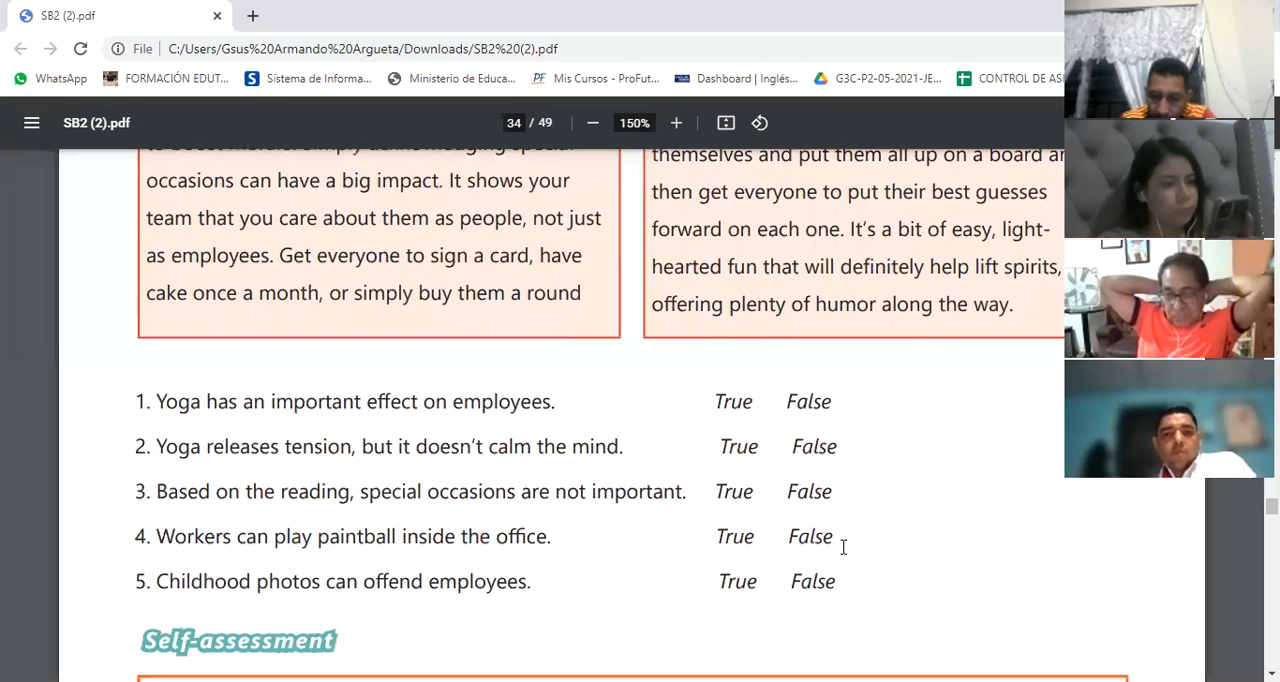 SB2 (2).pdf
File C:/Users/Gsus%20Armando%20Argueta/Downloads/SB2%20(2).pdf
WhatsApp FORMACIÓN EDUT... Sistema de Informa... Ministerio de Educa... Mis Cursos - ProFut... Dashboard | Inglés... G3C-P2-05-2021-JE... CONTROL DE AS
SB2 (2).pdf 34 / 49 150%
occasions can have a big impact. It shows your
team that you care about them as people, not just
as employees. Get everyone to sign a card, have
cake once a month, or simply buy them a round
themselves and put them all up on a board an
then get everyone to put their best guesses
forward on each one. It's a bit of easy, light-
hearted fun that will definitely help lift spirits,
offering plenty of humor along the way.
1. Yoga has an important effect on employees. True False
2. Yoga releases tension, but it doesn't calm the mind. True False
3. Based on the reading, special occasions are not important. True False
4. Workers can play paintball inside the office. True False
5. Childhood photos can offend employees. True False
Self-assessment